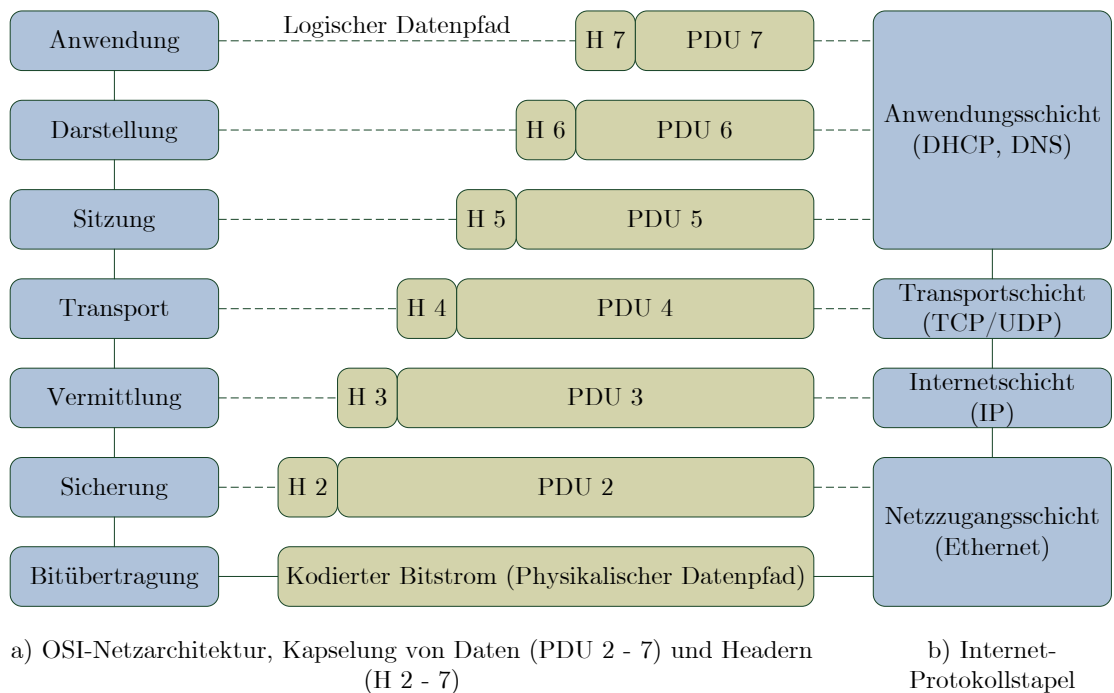 Anwendung
Logischer Datenpfad
H 7
PDU 7
Darstellung
H 6
PDU 6
Anwendungsschicht
(DHCP, DNS)
Sitzung
H 5
PDU 5
Transport
H 4
PDU 4
Transportschicht
(TCP/UDP)
Vermittlung
H 3
PDU 3
Internetschicht
(IP)
Sicherung
H 2
PDU 2
Netzzugangsschicht
(Ethernet)
Bitübertragung
Kodierter Bitstrom (Physikalischer Datenpfad)
a) OSI-Netzarchitektur, Kapselung von Daten (PDU 2 - 7) und Headern
(H 2 - 7)
b) Internet-
Protokollstapel